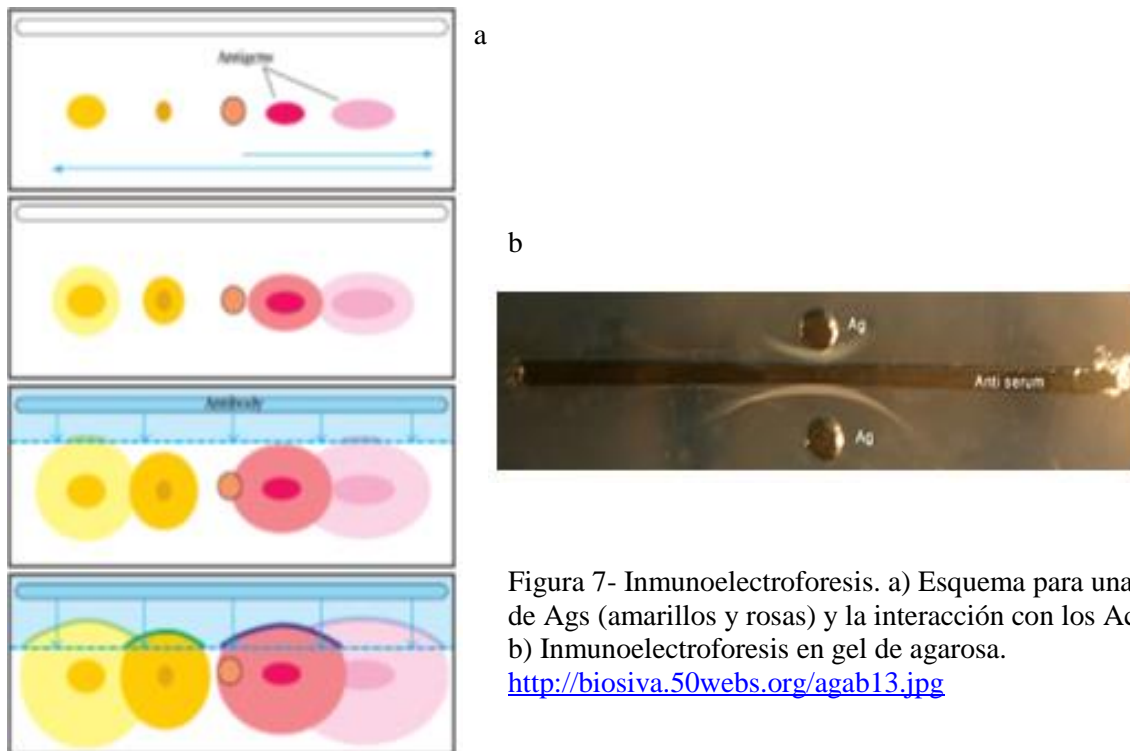 a
Antigens
Antibody
b
Ag
Anti serum
Ag
Figura 7- Inmunoelectroforesis. a) Esquema para una
de Ags (amarillos y rosas) y la interacción con los Ac
b) Inmunoelectroforesis en gel de agarosa.
http://biosiva.50webs.org/agab13.jpg